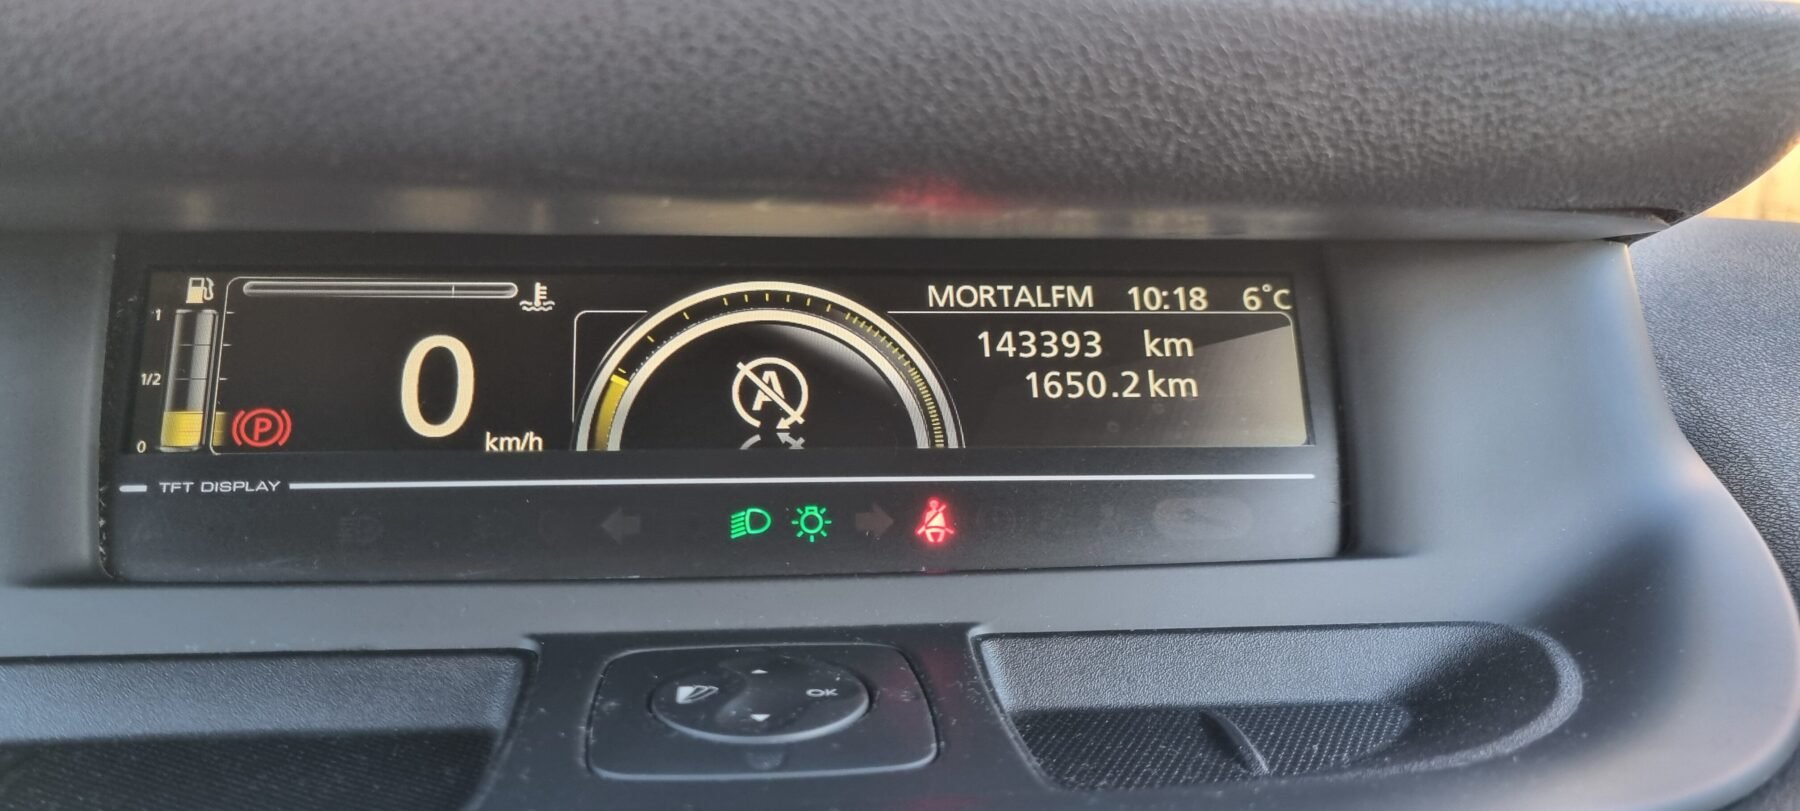 MORTALFM 10:18 6°C
143393 km
1650.2 km
1
1/2
0
P
0 km/h
A
TFT DISPLAY
OK